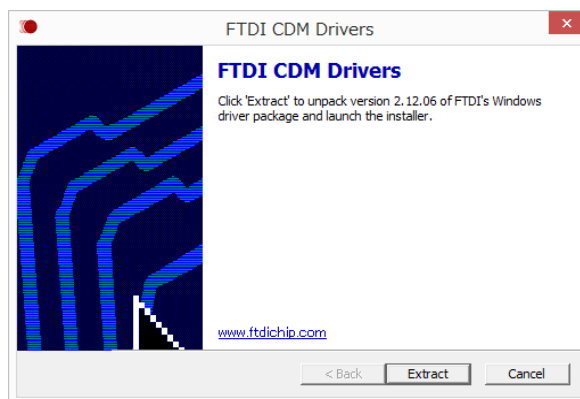 FTDI CDM Drivers
FTDI CDM Drivers
Click 'Extract' to unpack version 2.12.06 of FTDI's Windows
driver package and launch the installer.
www.ftdichip.com
< Back Extract Cancel